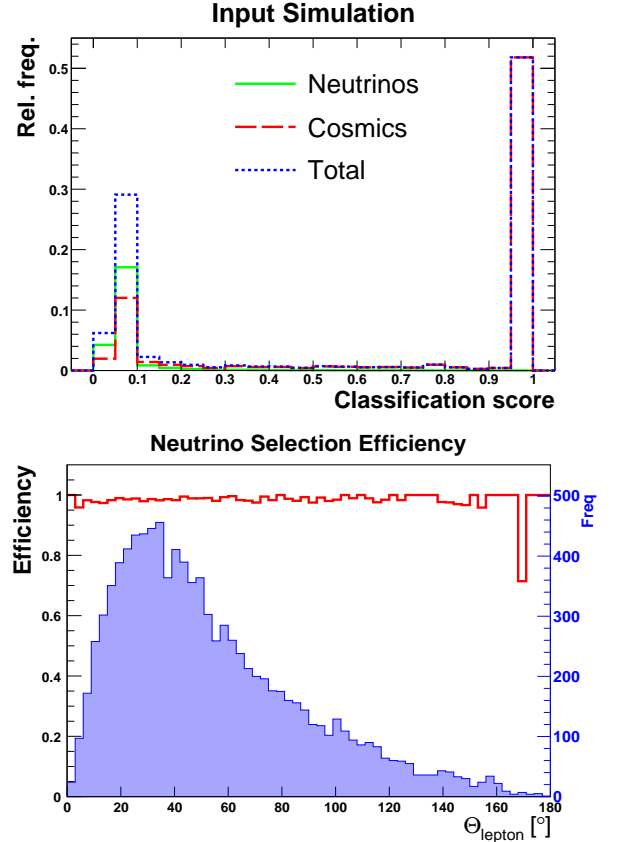 Input Simulation
Rel. freq.
0.5
0.4
0.3
0.2
0.1
0
Neutrinos
Cosmics
Total
0 0.1 0.2 0.3 0.4 0.5 0.6 0.7 0.8 0.9 1
Classification score
Neutrino Selection Efficiency
Efficiency
1
0.8
0.6
0.4
0.2
0
500
400
300
200
100
0
Freq
0 20 40 60 80 100 120 140 160 180
Θlepton [°]